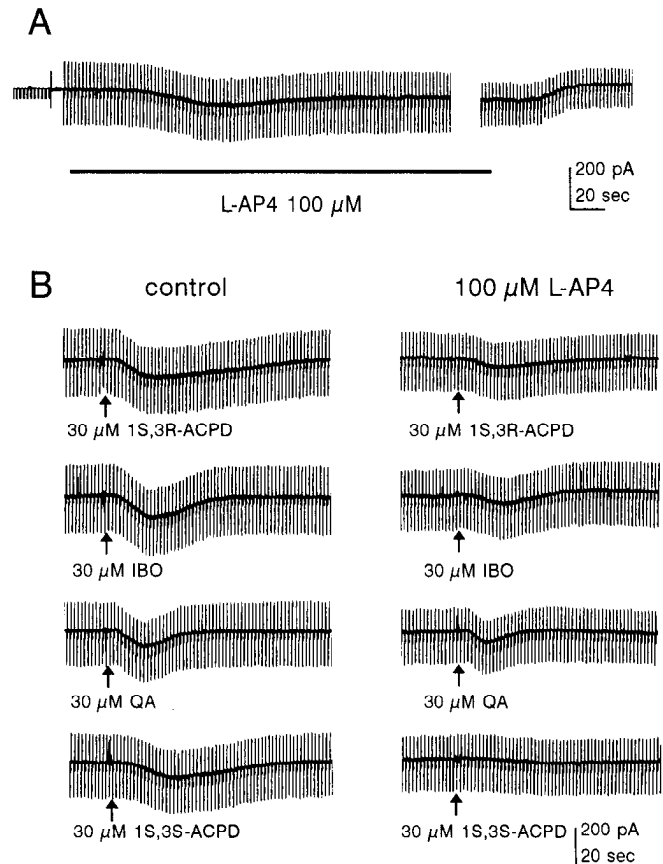 A
L-AP4 100 μM
200 pA
20 sec
B
control
100 μM L-AP4
30 μM 1S,3R-ACPD
30 μM 1S,3R-ACPD
30 μM IBO
30 μM IBO
30 μM QA
30 μM QA
30 μM 1S,3S-ACPD
30 μM 1S,3S-ACPD
200 pA
20 sec